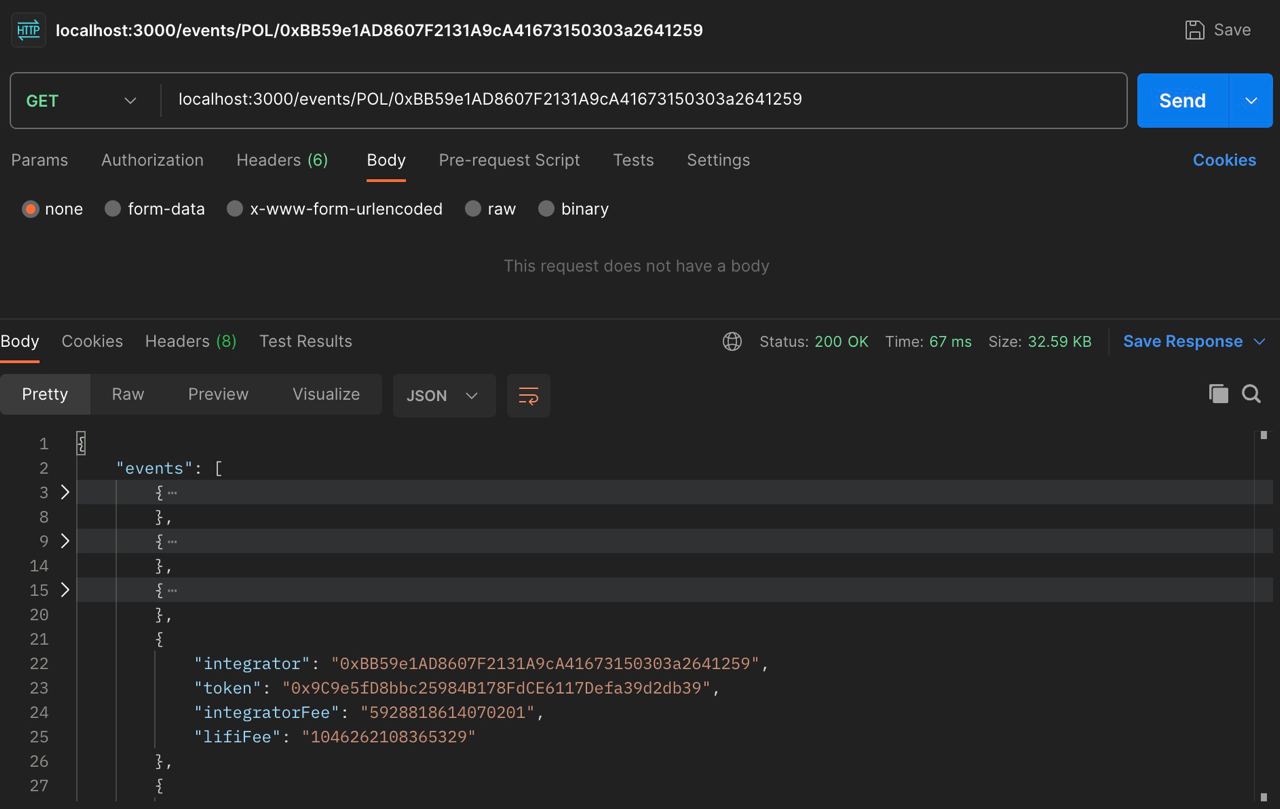 HTTP localhost:3000/events/POL/0xBB59e1AD8607F2131A9cA41673150303a2641259 Save
GET localhost:3000/events/POL/0xBB59e1AD8607F2131A9cA41673150303a2641259 Send
Params Authorization Headers (6) Body Pre-request Script Tests Settings Cookies
none form-data x-www-form-urlencoded raw binary
This request does not have a body
Body Cookies Headers (8) Test Results Status: 200 OK Time: 67 ms Size: 32.59 KB Save Response
Pretty Raw Preview Visualize JSON
1 {
2 "events": [
3 { ⋯
8 },
9 { ⋯
14 },
15 { ⋯
20 },
21 {
22 "integrator": "0xBB59e1AD8607F2131A9cA41673150303a2641259",
23 "token": "0x9C9e5fD8bbc25984B178FdCE6117Defa39d2db39",
24 "integratorFee": "5928818614070201",
25 "lifiFee": "1046262108365329"
26 },
27 {